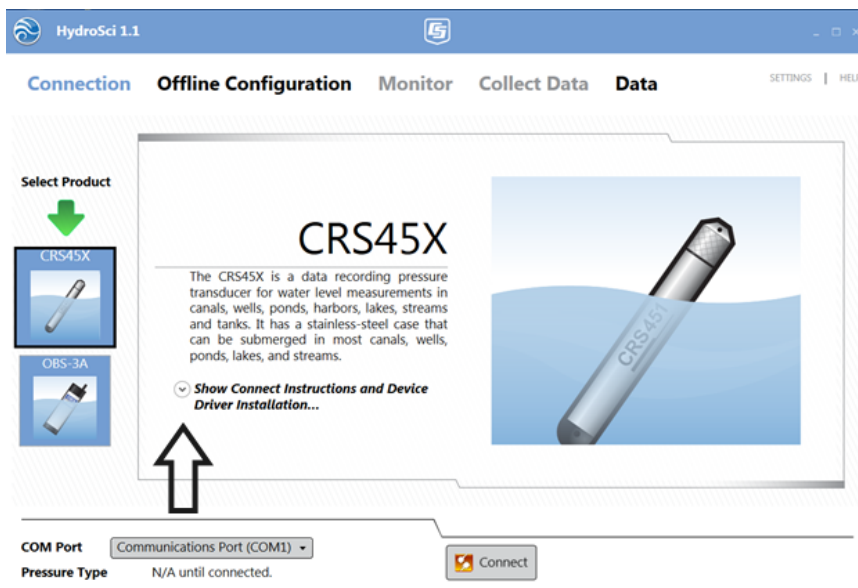 HydroSci 1.1
Connection Offline Configuration Monitor Collect Data Data SETTINGS | HEL
Select Product
CRS45X
OBS-3A
CRS45X
The CRS45X is a data recording pressure
transducer for water level measurements in
canals, wells, ponds, harbors, lakes, streams
and tanks. It has a stainless-steel case that
can be submerged in most canals, wells,
ponds, lakes, and streams.
Show Connect Instructions and Device
Driver Installation...
CRS451
COM Port Communications Port (COM1)
Connect
Pressure Type N/A until connected.